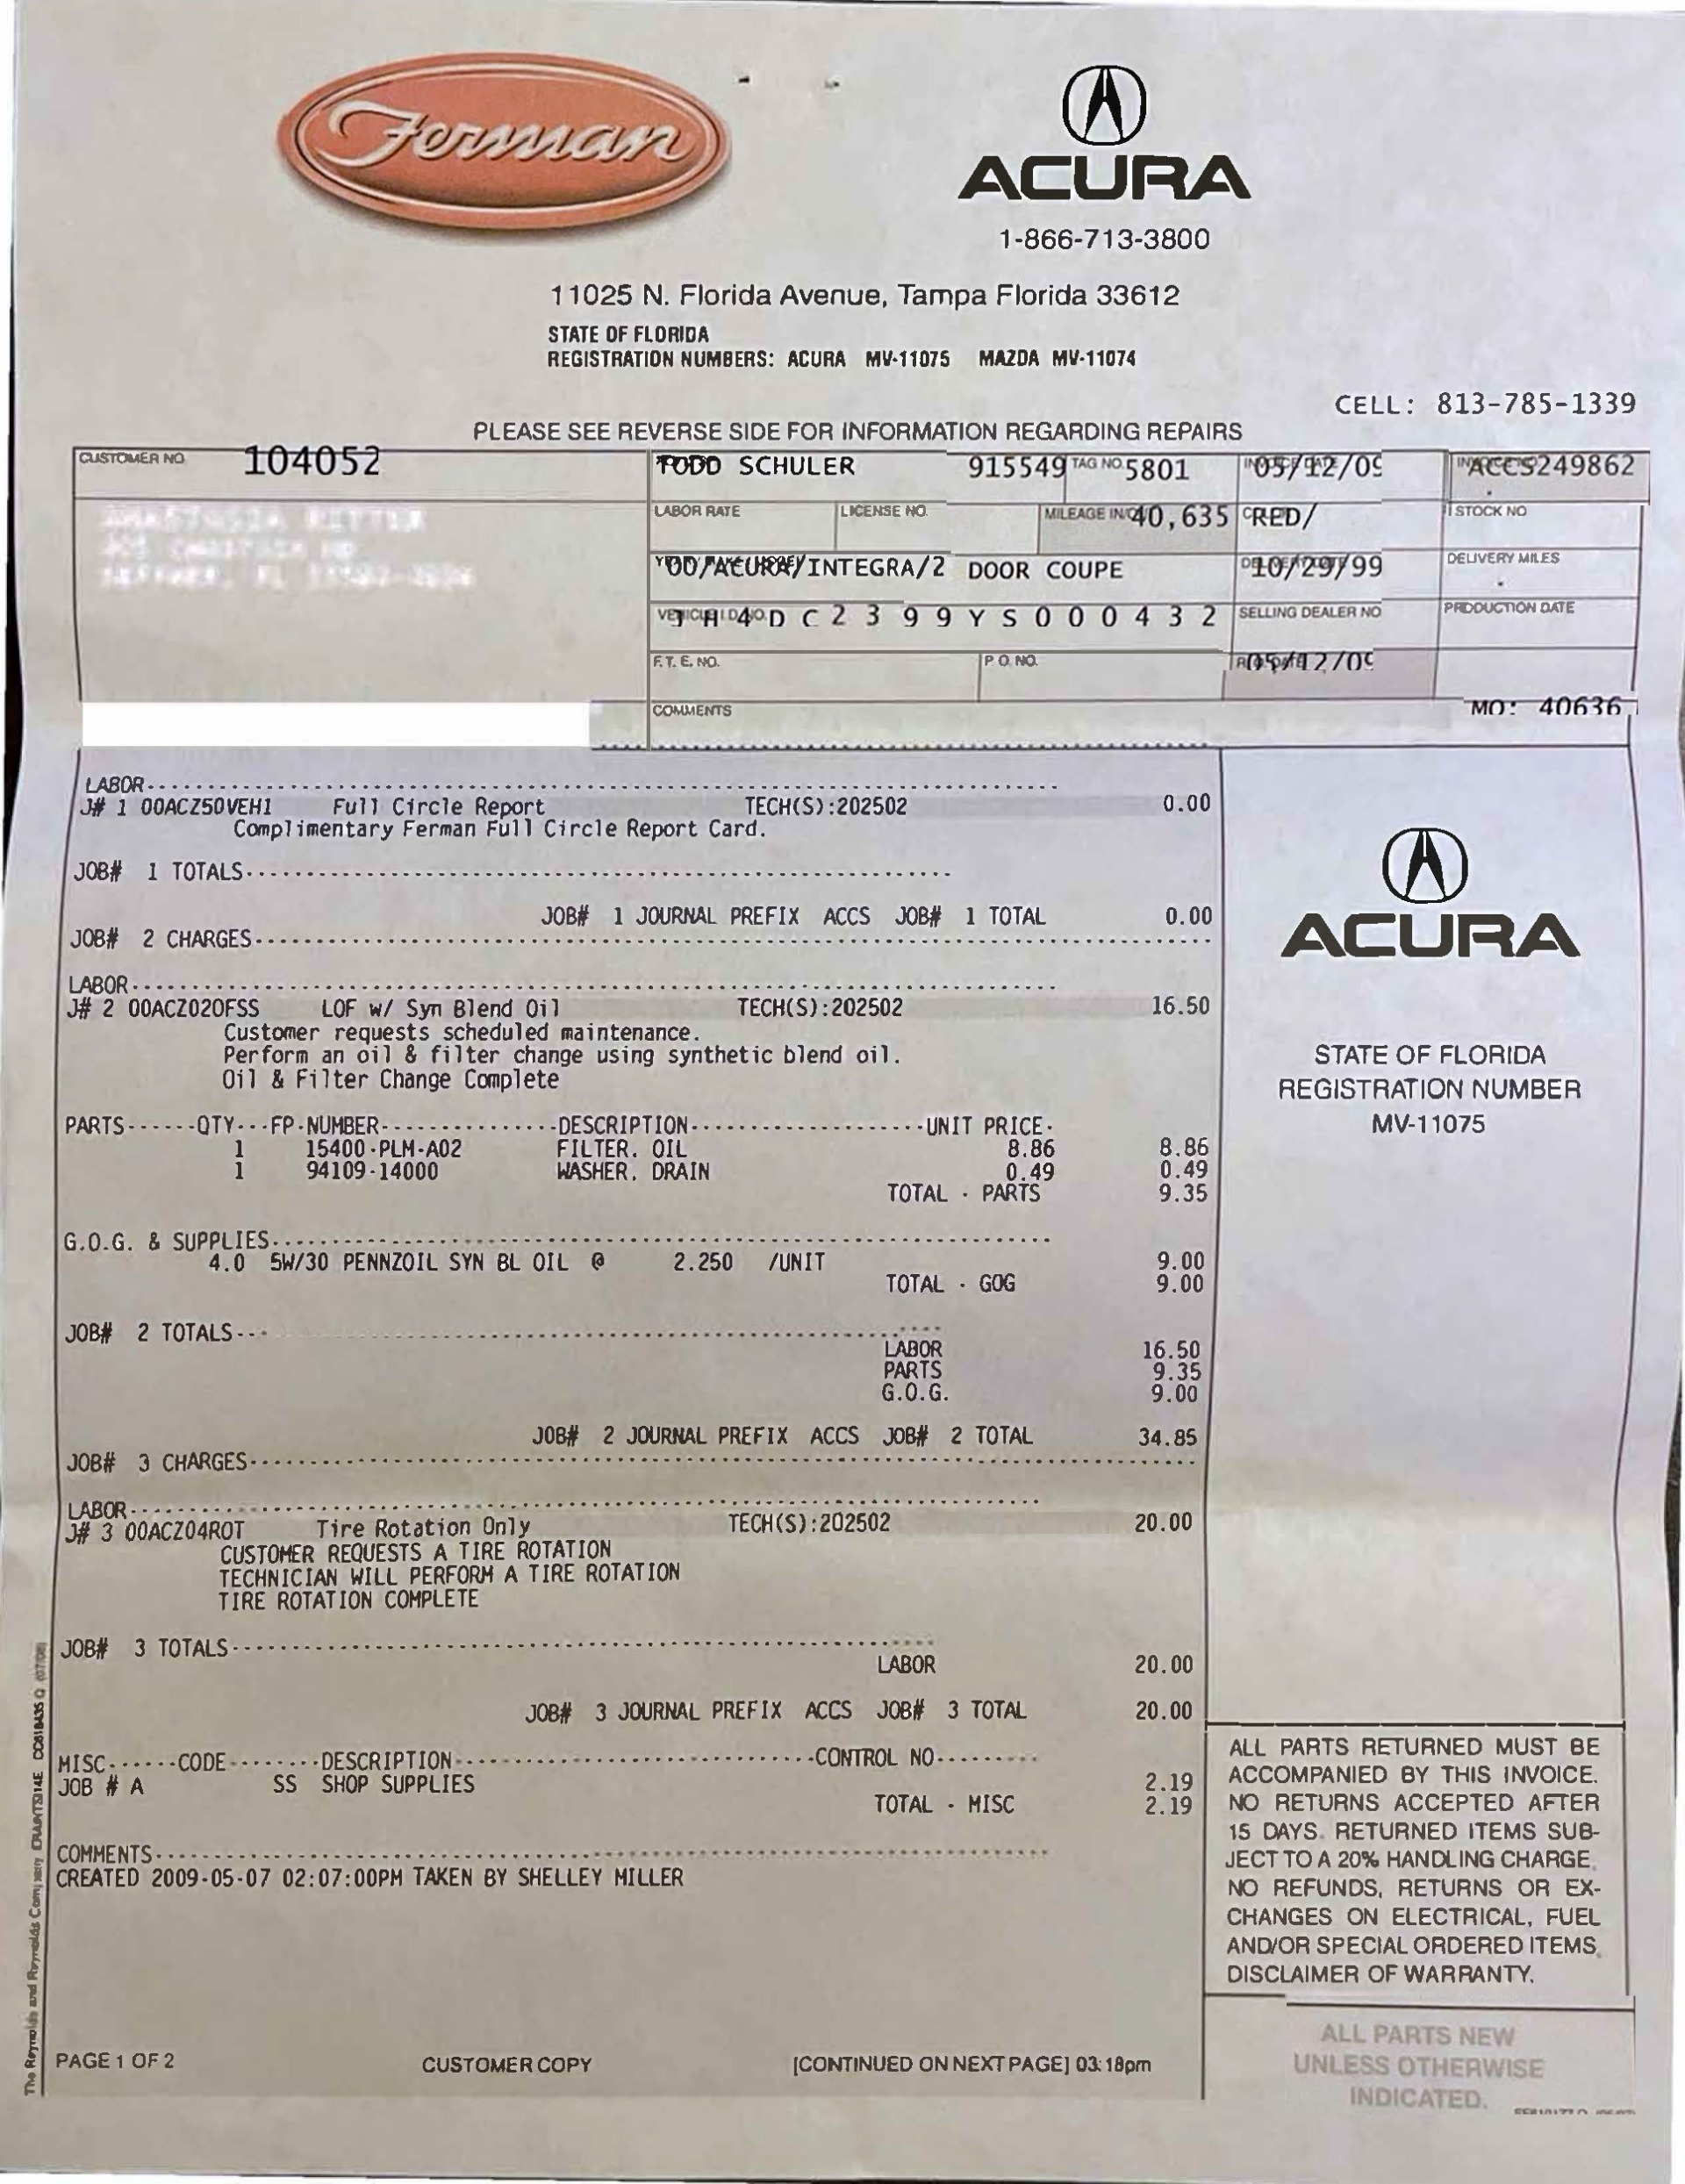 Ferman
ACURA
1-866-713-3800
11025 N. Florida Avenue, Tampa Florida 33612
STATE OF FLORIDA
REGISTRATION NUMBERS: ACURA MV-11075 MAZDA MV-11074
CELL: 813-785-1339
PLEASE SEE REVERSE SIDE FOR INFORMATION REGARDING REPAIRS
CUSTOMER NO. 104052 TODD SCHULER 915549 TAG NO. 5801 05/12/09 ACCS249862
LABOR RATE LICENSE NO. MILEAGE IN 40,635 RED/ STOCK NO
00/ACURA/INTEGRA/2 DOOR COUPE 10/29/99 DELIVERY MILES
J H 4 D C 2 3 9 9 Y S 0 0 0 4 3 2 SELLING DEALER NO PRODUCTION DATE
F. T. E. NO. P O NO. 05/12/09
COMMENTS MO: 40636
LABOR
J# 1 00ACZ50VEH1 Full Circle Report TECH(S):202502 0.00
Complimentary Ferman Full Circle Report Card.
JOB# 1 TOTALS
JOB# 1 JOURNAL PREFIX ACCS JOB# 1 TOTAL 0.00
JOB# 2 CHARGES
LABOR
J# 2 00ACZ020FSS LOF w/ Syn Blend Oil TECH(S):202502 16.50
Customer requests scheduled maintenance.
Perform an oil & filter change using synthetic blend oil.
Oil & Filter Change Complete
PARTS------QTY---FP-NUMBER---------------DESCRIPTION--------------------UNIT PRICE-
1 15400-PLM-A02 FILTER, OIL 8.86 8.86
1 94109-14000 WASHER, DRAIN 0.49 0.49
TOTAL - PARTS 9.35
G.O.G. & SUPPLIES
4.0 5W/30 PENNZOIL SYN BL OIL @ 2.250 /UNIT 9.00
TOTAL - GOG 9.00
JOB# 2 TOTALS
LABOR 16.50
PARTS 9.35
G.O.G. 9.00
JOB# 2 JOURNAL PREFIX ACCS JOB# 2 TOTAL 34.85
JOB# 3 CHARGES
LABOR
J# 3 00ACZ04ROT Tire Rotation Only TECH(S):202502 20.00
CUSTOMER REQUESTS A TIRE ROTATION
TECHNICIAN WILL PERFORM A TIRE ROTATION
TIRE ROTATION COMPLETE
JOB# 3 TOTALS
LABOR 20.00
JOB# 3 JOURNAL PREFIX ACCS JOB# 3 TOTAL 20.00
MISC------CODE--------DESCRIPTION------------------------------CONTROL NO---------
JOB # A SS SHOP SUPPLIES 2.19
TOTAL - MISC 2.19
COMMENTS
CREATED 2009-05-07 02:07:00PM TAKEN BY SHELLEY MILLER
PAGE 1 OF 2 CUSTOMER COPY [CONTINUED ON NEXT PAGE] 03:18pm
ACURA
STATE OF FLORIDA
REGISTRATION NUMBER
MV-11075
ALL PARTS RETURNED MUST BE
ACCOMPANIED BY THIS INVOICE.
NO RETURNS ACCEPTED AFTER
15 DAYS. RETURNED ITEMS SUB-
JECT TO A 20% HANDLING CHARGE.
NO REFUNDS, RETURNS OR EX-
CHANGES ON ELECTRICAL, FUEL
AND/OR SPECIAL ORDERED ITEMS.
DISCLAIMER OF WARRANTY.
ALL PARTS NEW
UNLESS OTHERWISE
INDICATED.
The Reynolds and Reynolds Company